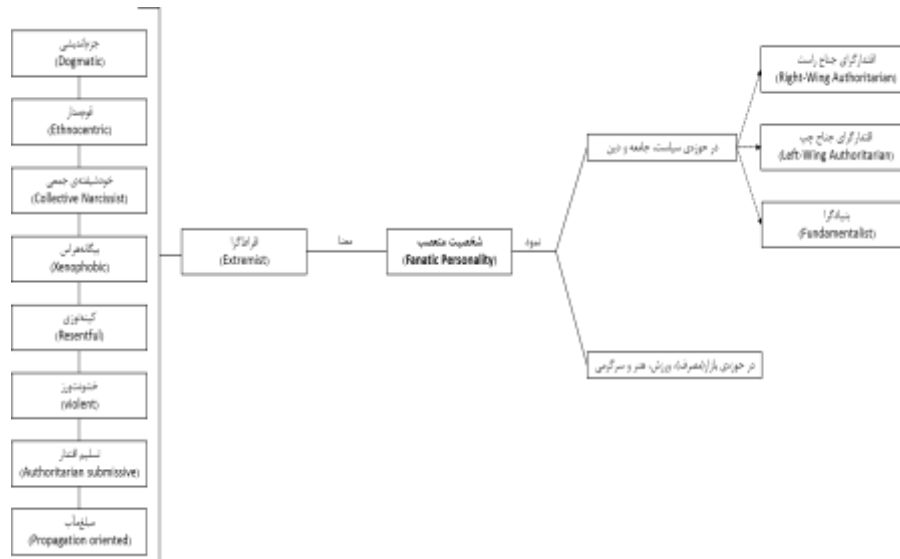 جزم‌اندیشی
(Dogmatic)
قوم‌مدار
(Ethnocentric)
خودشیفته‌ی جمعی
(Collective Narcissist)
بیگانه‌هراس
(Xenophobic)
کینه‌توزی
(Resentful)
خشونت‌ورز
(violent)
تسلیم اقتدار
(Authoritarian submissive)
مبلغ‌مآب
(Propagation oriented)
افراط‌گرا
(Extremist)
معنا
شخصیت متعصب
(Fanatic Personality)
نمود
در حوزه‌ی سیاست، جامعه و دین
در حوزه‌ی بازار(مصرف)، ورزش، هنر و سرگرمی
اقتدارگرای جناح راست
(Right-Wing Authoritarian)
اقتدارگرای جناح چپ
(Left-Wing Authoritarian)
بنیادگرا
(Fundamentalist)